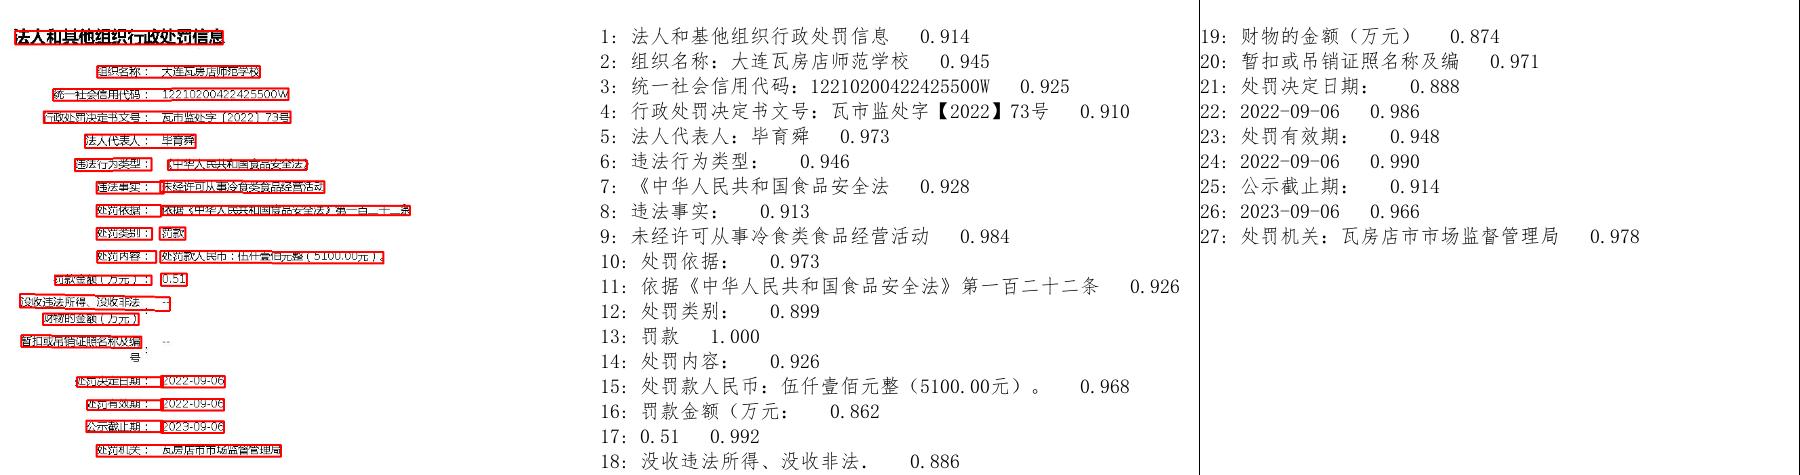 法人和其他组织行政处罚信息
组织名称： 大连瓦房店师范学校
统一社会信用代码： 12210200422425500W
行政处罚决定书文号： 瓦市监处字〔2022〕73号
法人代表人： 毕育舜
违法行为类型： 《中华人民共和国食品安全法》
违法事实： 未经许可从事冷食类食品经营活动
处罚依据： 依据《中华人民共和国食品安全法》第一百二十二条
处罚类别： 罚款
处罚内容： 处罚款人民币：伍仟壹佰元整（5100.00元）。
罚款金额（万元）： 0.51
没收违法所得、没收非法 --
财物的金额（万元）：
暂扣或吊销证照名称及编 --
号：
处罚决定日期： 2022-09-06
处罚有效期： 2022-09-06
公示截止期： 2023-09-06
处罚机关： 瓦房店市市场监督管理局
1: 法人和基他组织行政处罚信息 0.914
2: 组织名称: 大连瓦房店师范学校 0.945
3: 统一社会信用代码: 12210200422425500W 0.925
4: 行政处罚决定书文号: 瓦市监处字【2022】73号 0.910
5: 法人代表人: 毕育舜 0.973
6: 违法行为类型: 0.946
7: 《中华人民共和国食品安全法 0.928
8: 违法事实: 0.913
9: 未经许可从事冷食类食品经营活动 0.984
10: 处罚依据: 0.973
11: 依据《中华人民共和国食品安全法》第一百二十二条 0.926
12: 处罚类别: 0.899
13: 罚款 1.000
14: 处罚内容: 0.926
15: 处罚款人民币: 伍仟壹佰元整（5100.00元）。 0.968
16: 罚款金额（万元: 0.862
17: 0.51 0.992
18: 没收违法所得、没收非法. 0.886
19: 财物的金额（万元） 0.874
20: 暂扣或吊销证照名称及编 0.971
21: 处罚决定日期: 0.888
22: 2022-09-06 0.986
23: 处罚有效期: 0.948
24: 2022-09-06 0.990
25: 公示截止期: 0.914
26: 2023-09-06 0.966
27: 处罚机关: 瓦房店市市场监督管理局 0.978